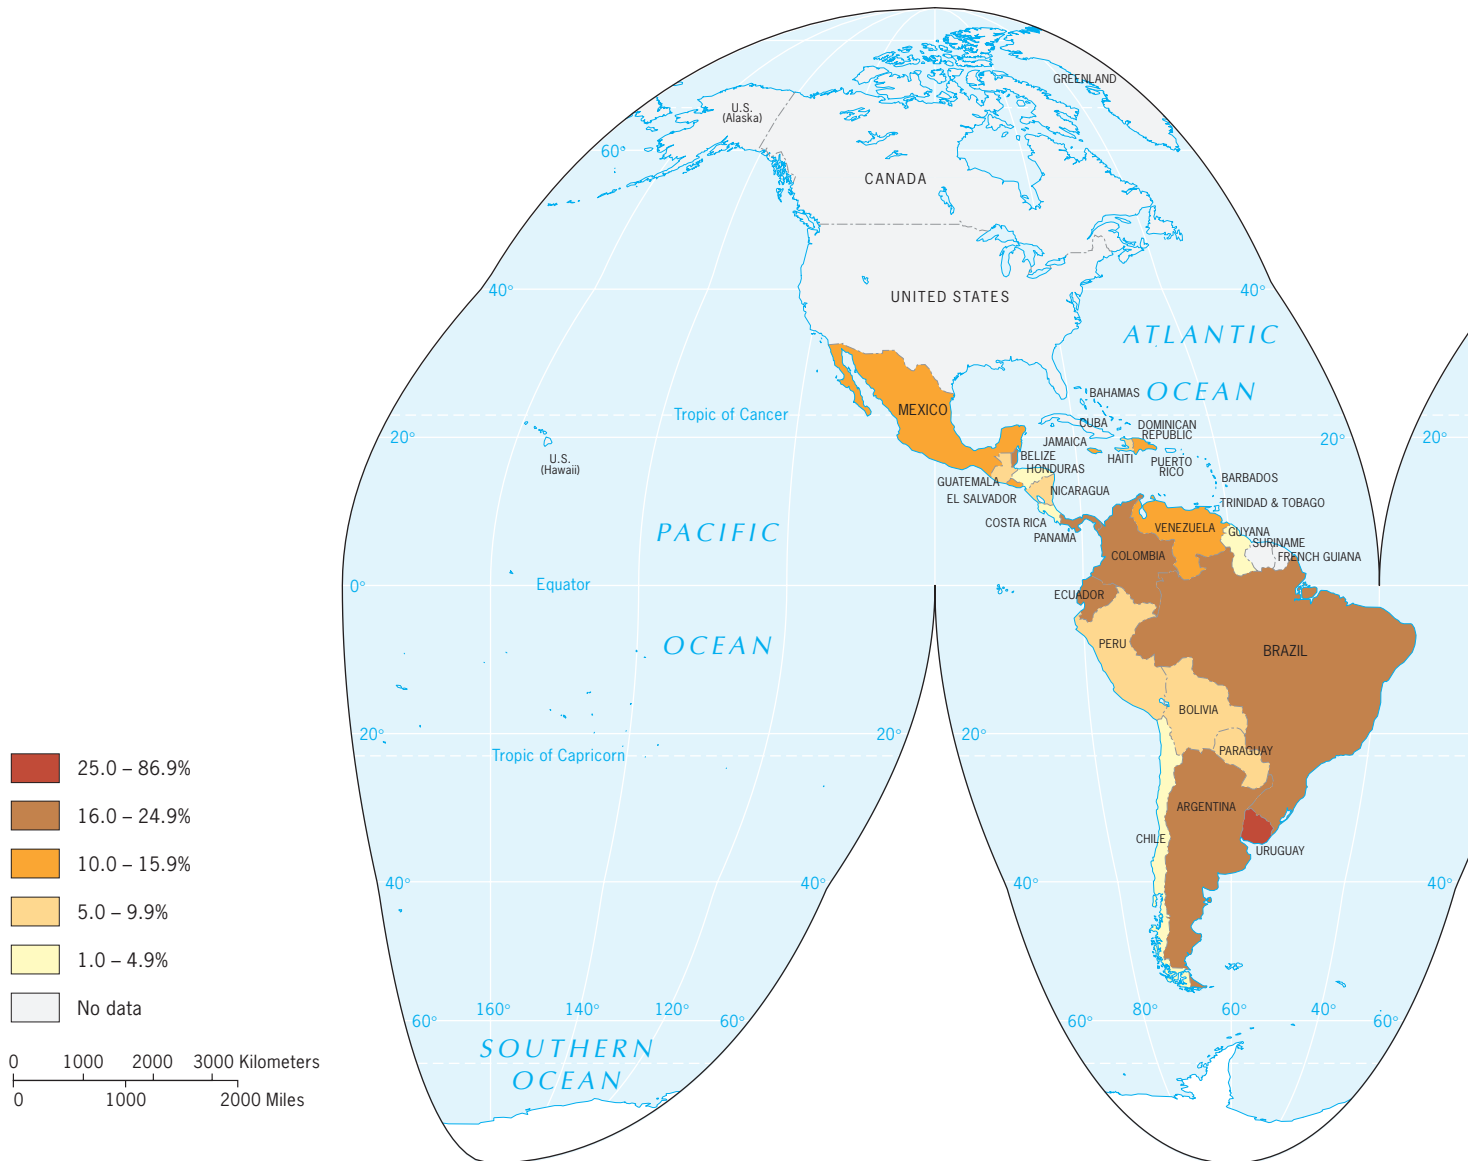 GREENLAND
U.S.
(Alaska)
60°
CANADA
40°
UNITED STATES
40°
ATLANTIC
OCEAN
BAHAMAS
MEXICO
Tropic of Cancer
CUBA
DOMINICAN
REPUBLIC
20°
20°
20°
JAMAICA
HAITI
PUERTO
RICO
U.S.
(Hawaii)
BELIZE
HONDURAS
GUATEMALA
NICARAGUA
BARBADOS
EL SALVADOR
TRINIDAD & TOBAGO
COSTA RICA
PANAMA
VENEZUELA
GUYANA
SURINAME
FRENCH GUIANA
PACIFIC
OCEAN
COLOMBIA
0°
Equator
ECUADOR
PERU
BRAZIL
BOLIVIA
20°
20°
20°
Tropic of Capricorn
PARAGUAY
ARGENTINA
CHILE
URUGUAY
40°
40°
40°
40°
25.0 – 86.9%
16.0 – 24.9%
10.0 – 15.9%
5.0 – 9.9%
1.0 – 4.9%
No data
60°
160°
140°
120°
60°
60°
80°
60°
40°
60°
SOUTHERN
OCEAN
0 1000 2000 3000 Kilometers
0 1000 2000 Miles